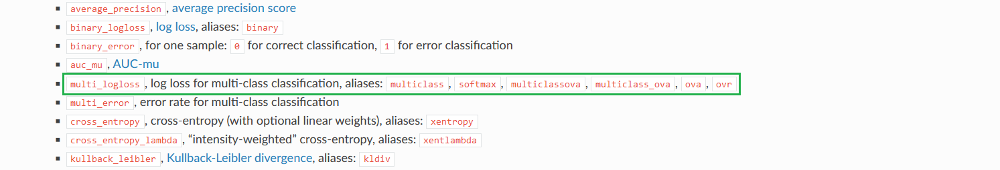 average_precision, average precision score
binary_logloss, log loss, aliases: binary
binary_error, for one sample: 0 for correct classification, 1 for error classification
auc_mu, AUC-mu
multi_logloss, log loss for multi-class classification, aliases: multiclass, softmax, multiclassova, multiclass_ova, ova, ovr
multi_error, error rate for multi-class classification
cross_entropy, cross-entropy (with optional linear weights), aliases: xentropy
cross_entropy_lambda, “intensity-weighted” cross-entropy, aliases: xentlambda
kullback_leibler, Kullback-Leibler divergence, aliases: kldiv